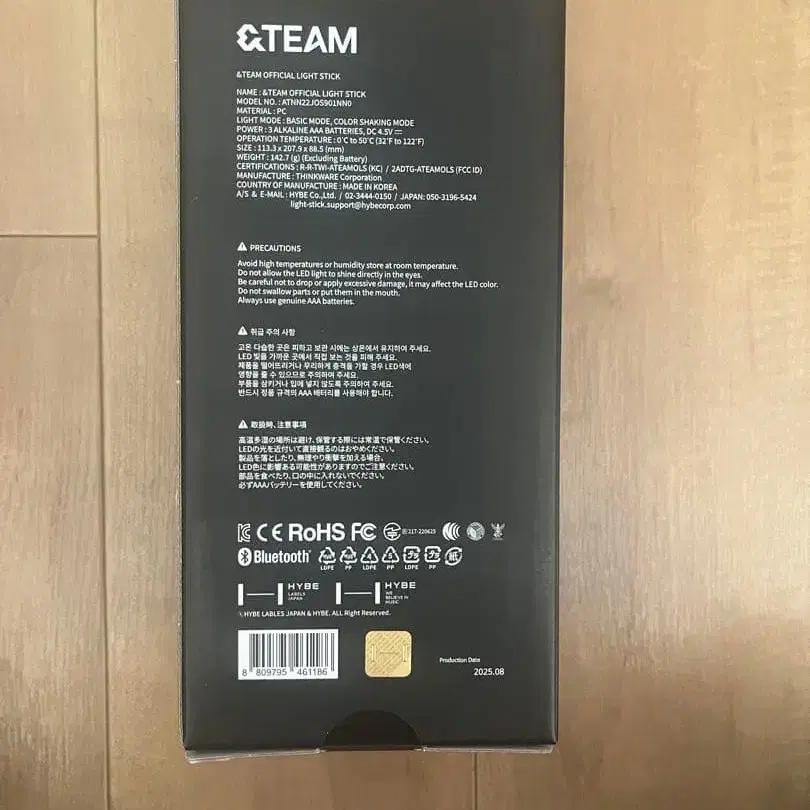 &TEAM
&TEAM OFFICIAL LIGHT STICK
NAME : &TEAM OFFICIAL LIGHT STICK
MODEL NO. : ATNN22JOS901NN0
MATERIAL : PC
LIGHT MODE : BASIC MODE, COLOR SHAKING MODE
POWER : 3 ALKALINE AAA BATTERIES, DC 4.5V ⎓
OPERATION TEMPERATURE : 0°C to 50°C (32°F to 122°F)
SIZE : 113.3 x 207.9 x 88.5 (mm)
WEIGHT : 142.7 (g) (Excluding Battery)
CERTIFICATIONS : R-R-TWI-ATEAMOLS (KC) / 2ADTG-ATEAMOLS (FCC ID)
MANUFACTURE : THINKWARE Corporation
COUNTRY OF MANUFACTURE : MADE IN KOREA
A/S & E-MAIL : HYBE Co.,Ltd. / 02-3444-0150 / JAPAN: 050-3196-5424
light-stick.support@hybecorp.com
⚠ PRECAUTIONS
Avoid high temperatures or humidity store at room temperature.
Do not allow the LED light to shine directly in the eyes.
Be careful not to drop or apply excessive damage, it may affect the LED color.
Do not swallow parts or put them in the mouth.
Always use genuine AAA batteries.
⚠ 취급 주의 사항
고온 다습한 곳은 피하고 보관 시에는 상온에서 유지하여 주세요.
LED 빛을 가까운 곳에서 직접 보는 것을 피해 주세요.
제품을 떨어뜨리거나 무리하게 충격을 가할 경우 LED색에
영향을 줄 수 있으므로 주의하여 주세요.
부품을 삼키거나 입에 넣지 않도록 주의하여 주세요.
반드시 정품 규격의 AAA 배터리를 사용해야 합니다.
⚠ 取扱時、注意事項
高温多湿の場所は避け、保管する際には常温で保管ください。
LEDの光を近付いて直接観るのはおやめください。
製品を落としたり、無理やり衝撃を加える場合、
LED色に影響ある可能性がありますのでご注意ください。
部品を食べたり、口の中に入れないでください。
必ずAAAバッテリーを使用してください。
CE RoHS FC 217-220625
Bluetooth 4 5 紙
LDPE PP LDPE PP LDPE PP
HYBE LABELS JAPAN HYBE WE BELIEVE IN MUSIC
HYBE LABLES JAPAN & HYBE. ALL Right Reserved.
8 809795 461186
Production Date
2025.08